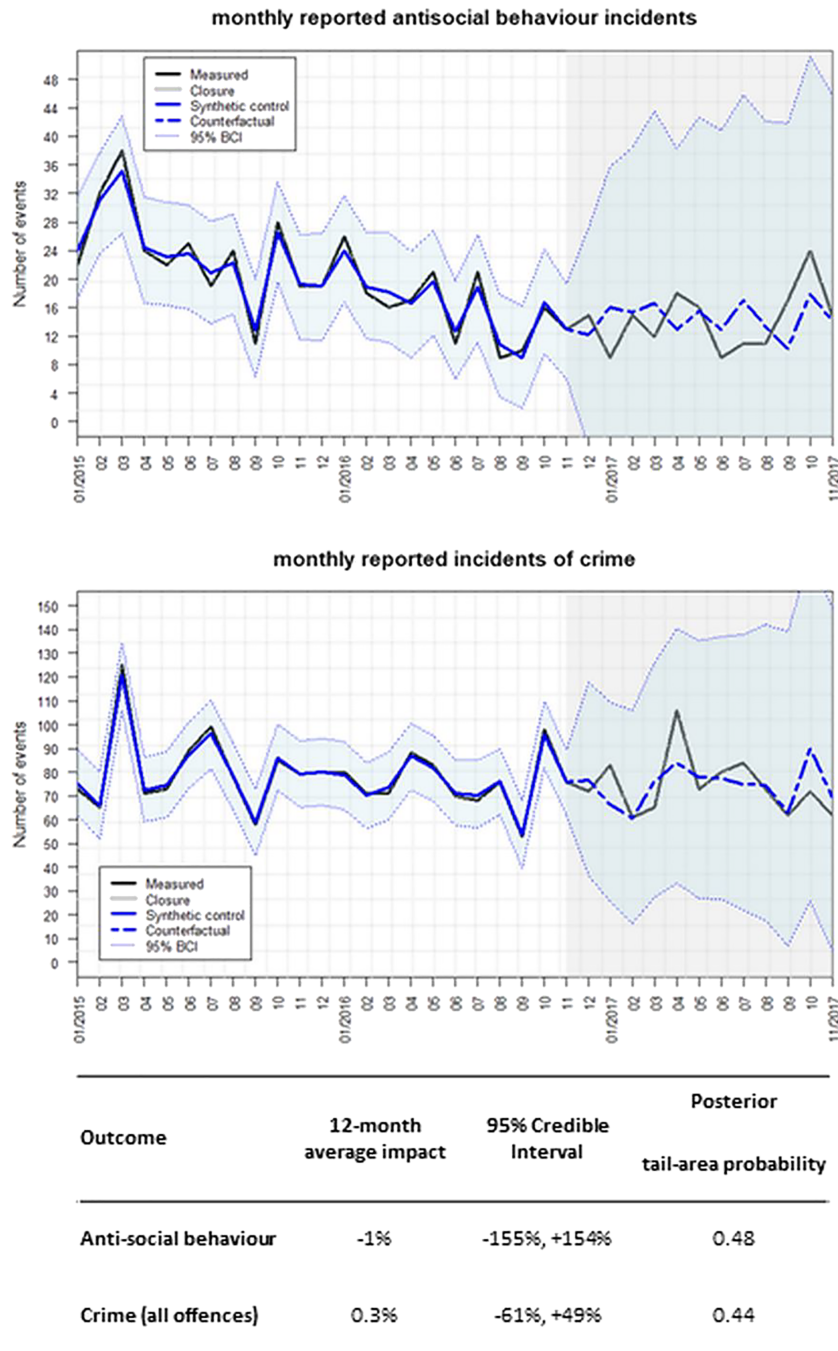 monthly reported antisocial behaviour incidents
Number of events
48
44
40
36
32
28
24
20
16
12
8
4
0
Measured
Closure
Synthetic control
Counterfactual
95% BCI
01/2015 02 03 04 05 06 07 08 09 10 11 12 01/2016 02 03 04 05 06 07 08 09 10 11 12 01/2017 02 03 04 05 06 07 08 09 10 11/2017
monthly reported incidents of crime
Number of events
150
140
130
120
110
100
90
80
70
60
50
40
30
20
10
0
Measured
Closure
Synthetic control
Counterfactual
95% BCI
01/2015 02 03 04 05 06 07 08 09 10 11 12 01/2016 02 03 04 05 06 07 08 09 10 11 12 01/2017 02 03 04 05 06 07 08 09 10 11/2017
Outcome
12-month
average impact
95% Credible
Interval
Posterior
tail-area probability
Anti-social behaviour -1% -155%, +154% 0.48
Crime (all offences) 0.3% -61%, +49% 0.44